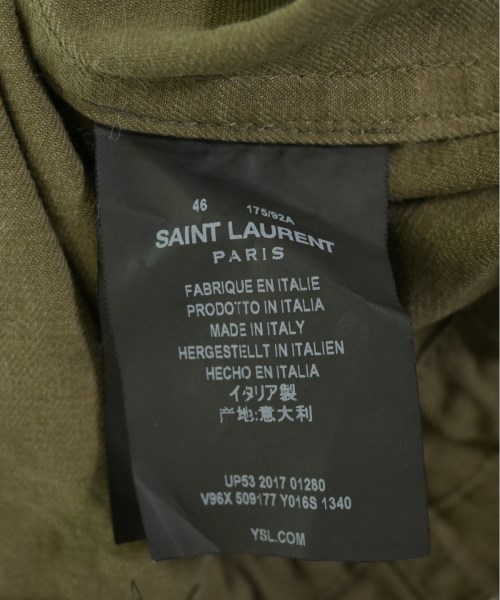 46 175/92A
SAINT LAURENT
PARIS
FABRIQUE EN ITALIE
PRODOTTO IN ITALIA
MADE IN ITALY
HERGESTELLT IN ITALIEN
HECHO EN ITALIA
イタリア製
产地:意大利
UP53 2017 01280
V96X 509177 Y016S 1340
YSL.COM